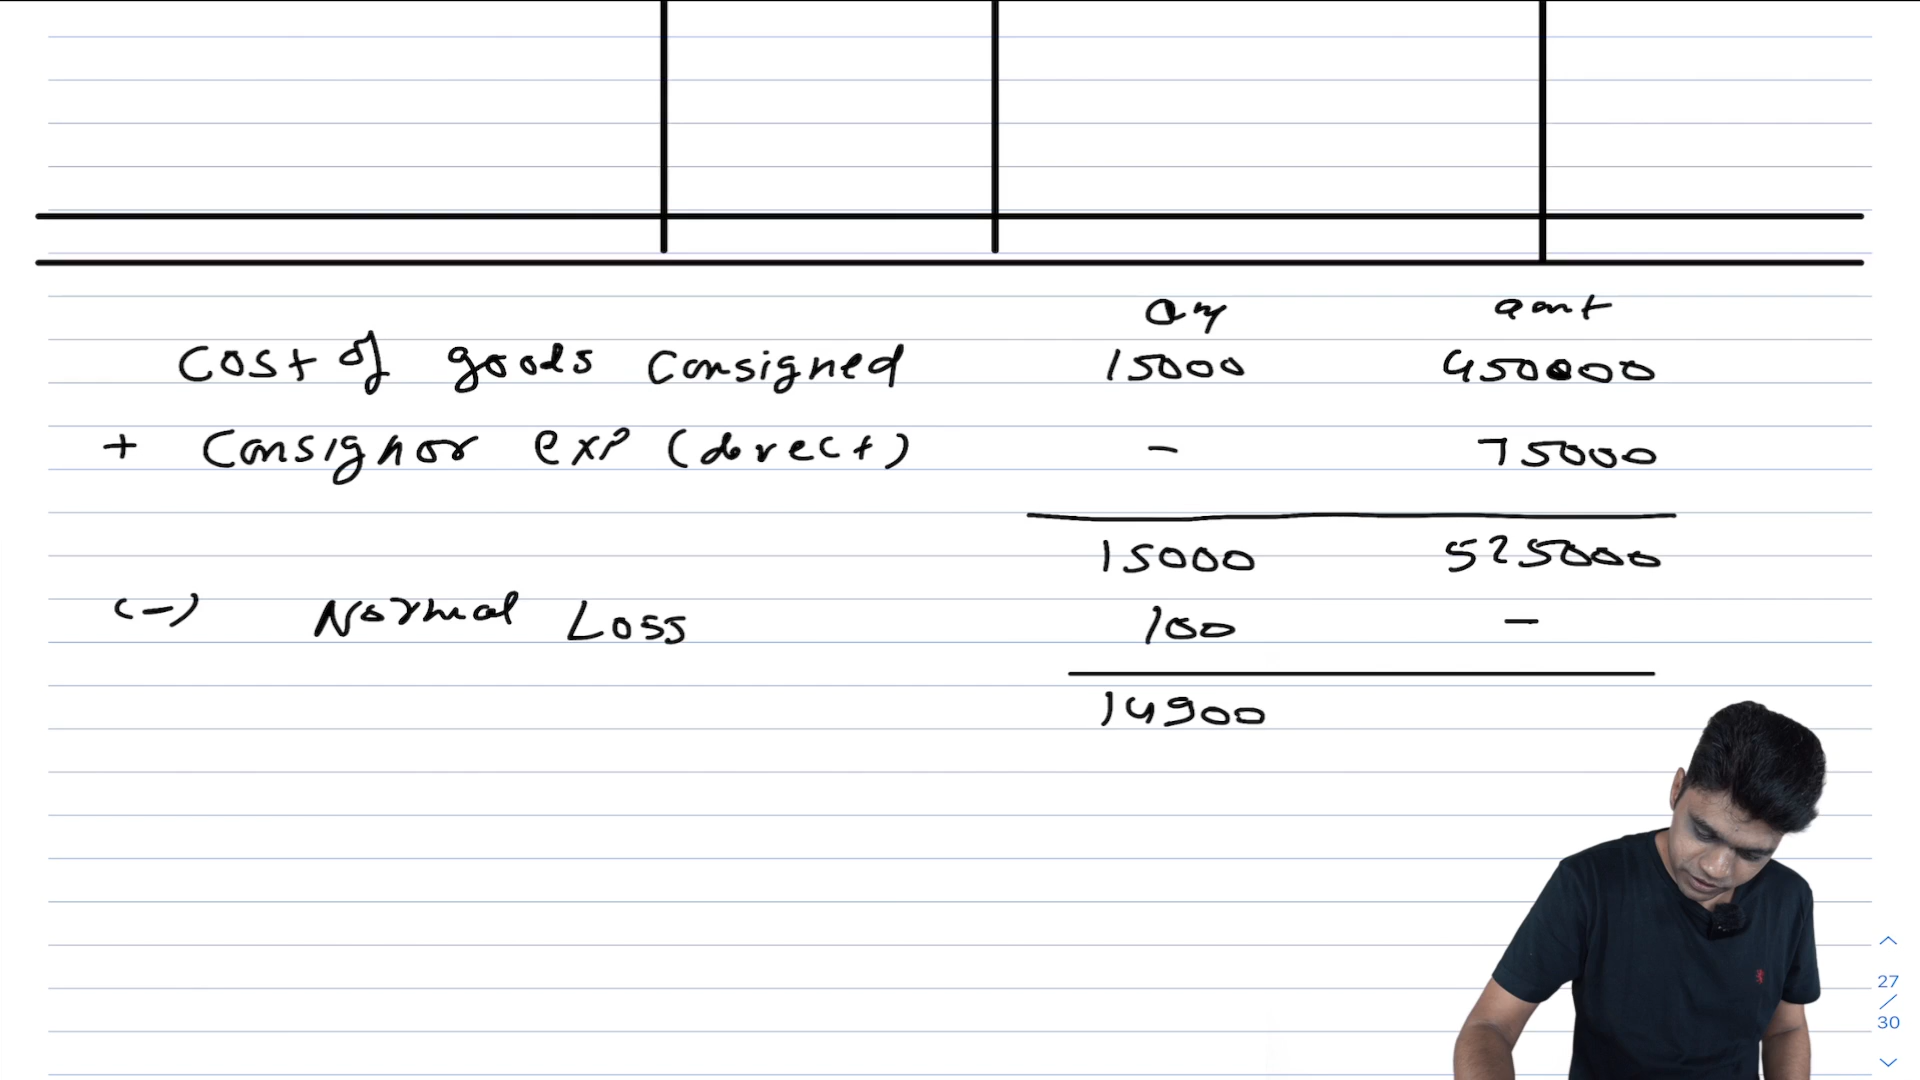 Qty amt
Cost of goods Consigned 15000 450000
+ Consignor exp (direct) - 75000
15000 525000
(-) Normal Loss 100 -
14900
27
/
30